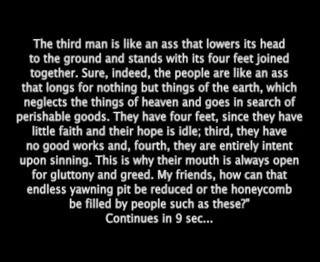 The third man is like an ass that lowers its head
to the ground and stands with its four feet joined
together. Sure, indeed, the people are like an ass
that longs for nothing but things of the earth, which
neglects the things of heaven and goes in search of
perishable goods. They have four feet, since they have
little faith and their hope is idle; third, they have
no good works and, fourth, they are entirely intent
upon sinning. This is why their mouth is always open
for gluttony and greed. My friends, how can that
endless yawning pit be reduced or the honeycomb
be filled by people such as these?"
Continues in 9 sec...